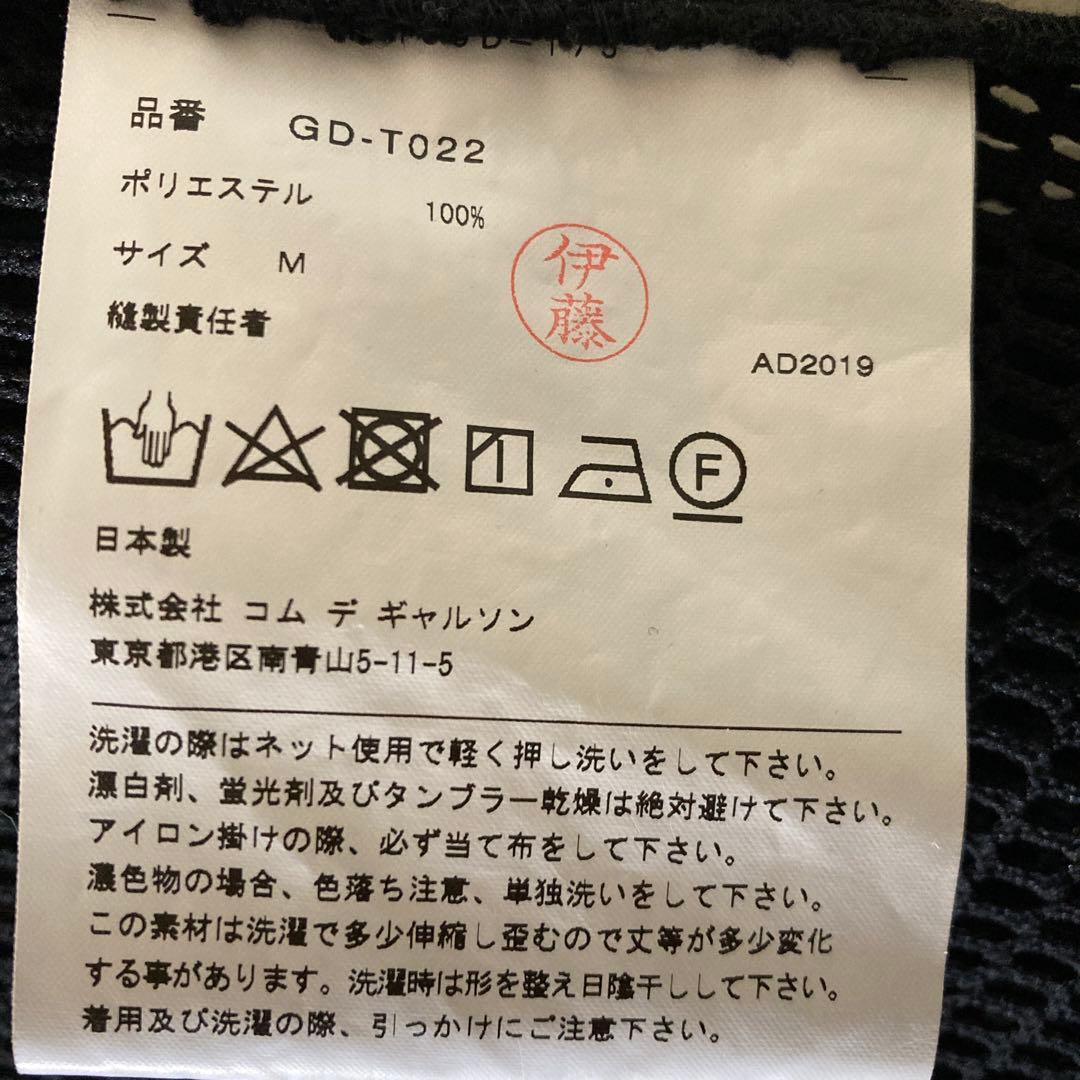 品番 GD-T022
ポリエステル 100%
サイズ M
縫製責任者 伊藤
AD2019
F
日本製
株式会社 コム デ ギャルソン
東京都港区南青山5-11-5
洗濯の際はネット使用で軽く押し洗いをして下さい。
漂白剤、蛍光剤及びタンブラー乾燥は絶対避けて下さい。
アイロン掛けの際、必ず当て布をして下さい。
濃色物の場合、色落ち注意、単独洗いをして下さい。
この素材は洗濯で多少伸縮し歪むので丈等が多少変化
する事があります。洗濯時は形を整え日陰干しして下さい。
着用及び洗濯の際、引っかけにご注意下さい。